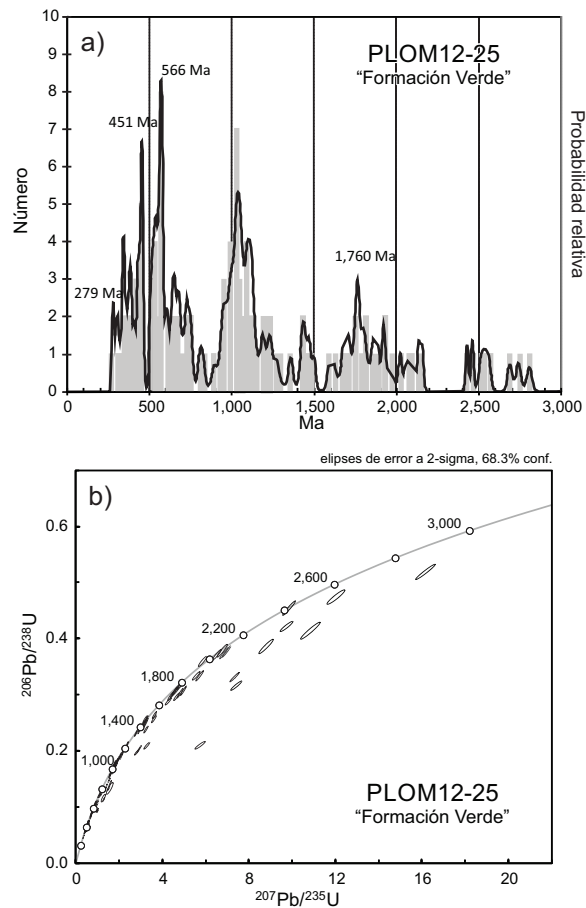 a)
PLOM12-25
“Formación Verde”
566 Ma
451 Ma
279 Ma
1,760 Ma
Número
Probabilidad relativa
10
9
8
7
6
5
4
3
2
1
0
0
500
1,000
1,500
2,000
2,500
3,000
Ma
elipses de error a 2-sigma, 68.3% conf.
b)
3,000
2,600
2,200
1,800
1,400
1,000
206Pb/238U
0.6
0.4
0.2
0.0
PLOM12-25
“Formación Verde”
0
4
8
12
16
20
207Pb/235U